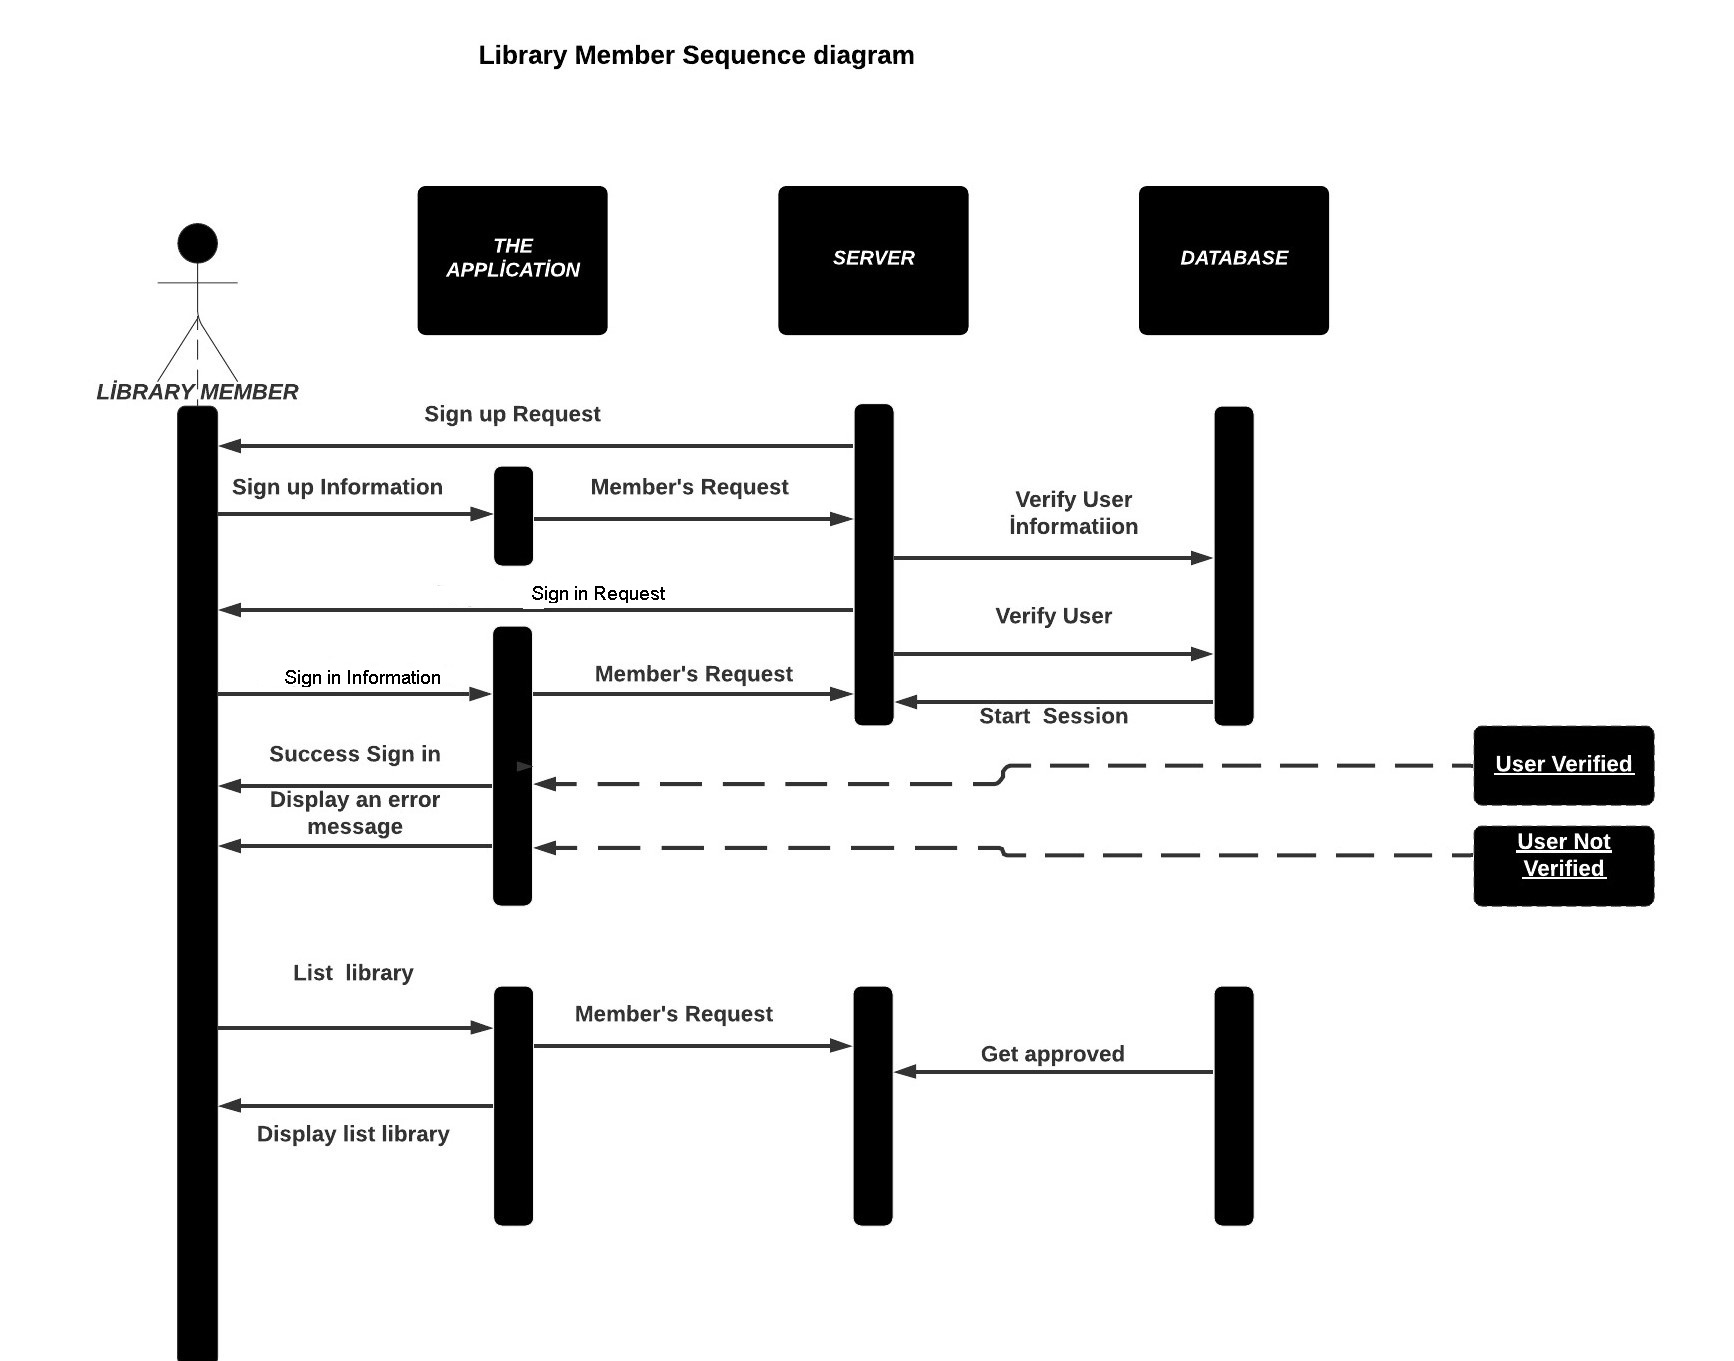 Library Member Sequence diagram
THE
APPLİCATİON
SERVER
DATABASE
LİBRARY MEMBER
Sign up Request
Sign up Information
Member's Request
Verify User
İnformatiion
Sign in Request
Verify User
Sign in Information
Member's Request
Start  Session
Success Sign in
User Verified
Display an error
message
User Not
Verified
List  library
Member's Request
Get approved
Display list library